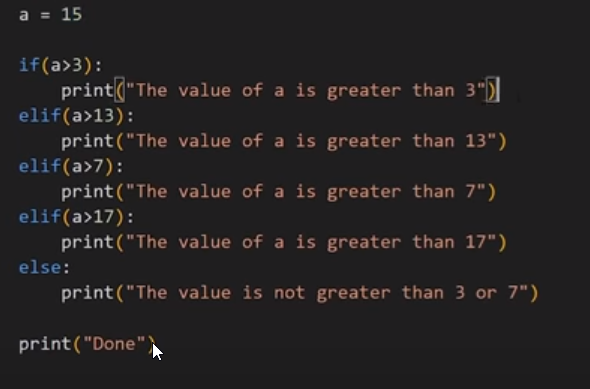 a = 15
if(a>3):
print("The value of a is greater than 3")
elif(a>13):
print("The value of a is greater than 13")
elif(a>7):
print("The value of a is greater than 7")
elif(a>17):
print("The value of a is greater than 17")
else:
print("The value is not greater than 3 or 7")
print("Done")